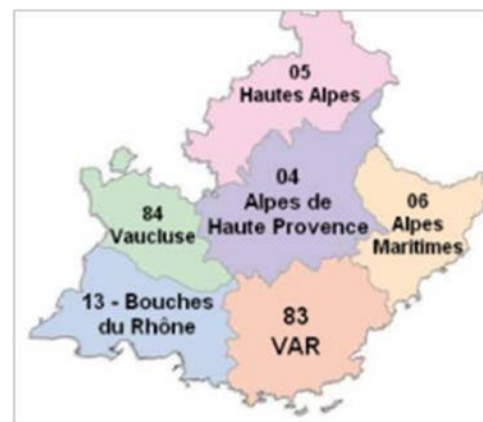 05
Hautes Alpes
04
Alpes de
Haute Provence
06
Alpes
Maritimes
84
Vaucluse
13 - Bouches
du Rhône
83
VAR